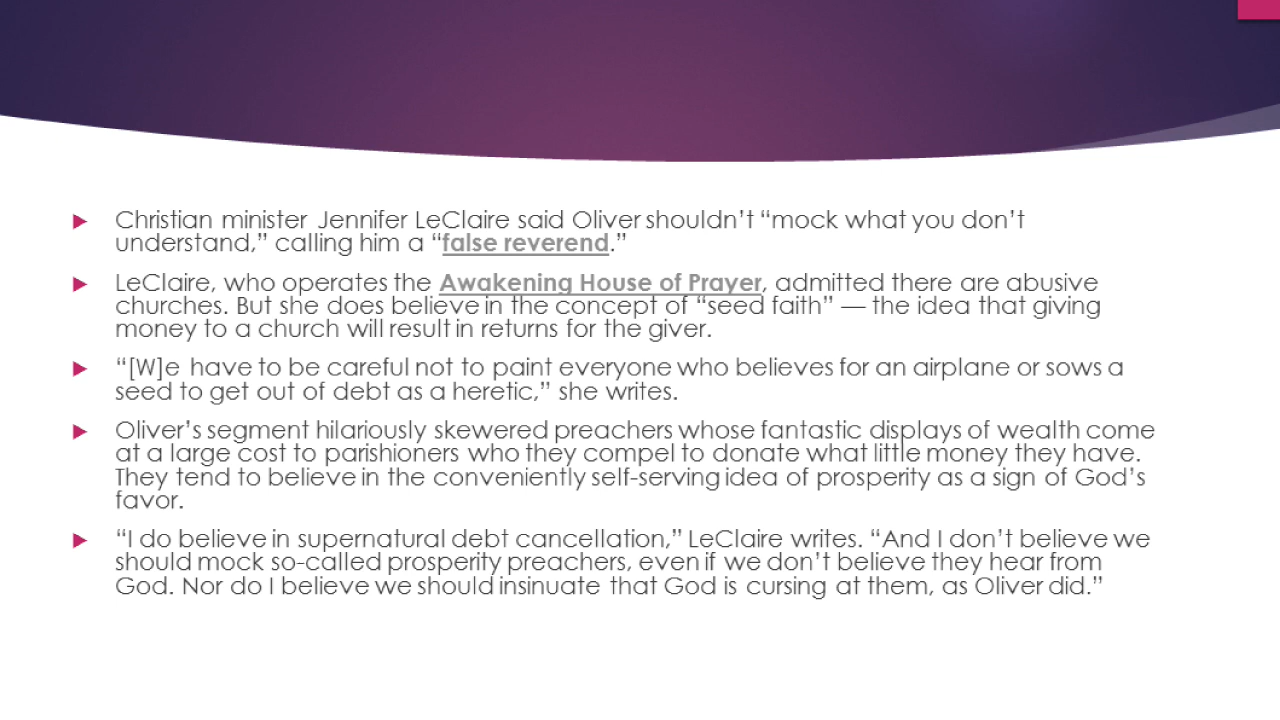 Christian minister Jennifer LeClaire said Oliver shouldn’t “mock what you don’t
understand,” calling him a “false reverend.”
LeClaire, who operates the Awakening House of Prayer, admitted there are abusive
churches. But she does believe in the concept of “seed faith” — the idea that giving
money to a church will result in returns for the giver.
“[W]e have to be careful not to paint everyone who believes for an airplane or sows a
seed to get out of debt as a heretic,” she writes.
Oliver’s segment hilariously skewered preachers whose fantastic displays of wealth come
at a large cost to parishioners who they compel to donate what little money they have.
They tend to believe in the conveniently self-serving idea of prosperity as a sign of God’s
favor.
“I do believe in supernatural debt cancellation,” LeClaire writes. “And I don’t believe we
should mock so-called prosperity preachers, even if we don’t believe they hear from
God. Nor do I believe we should insinuate that God is cursing at them, as Oliver did.”